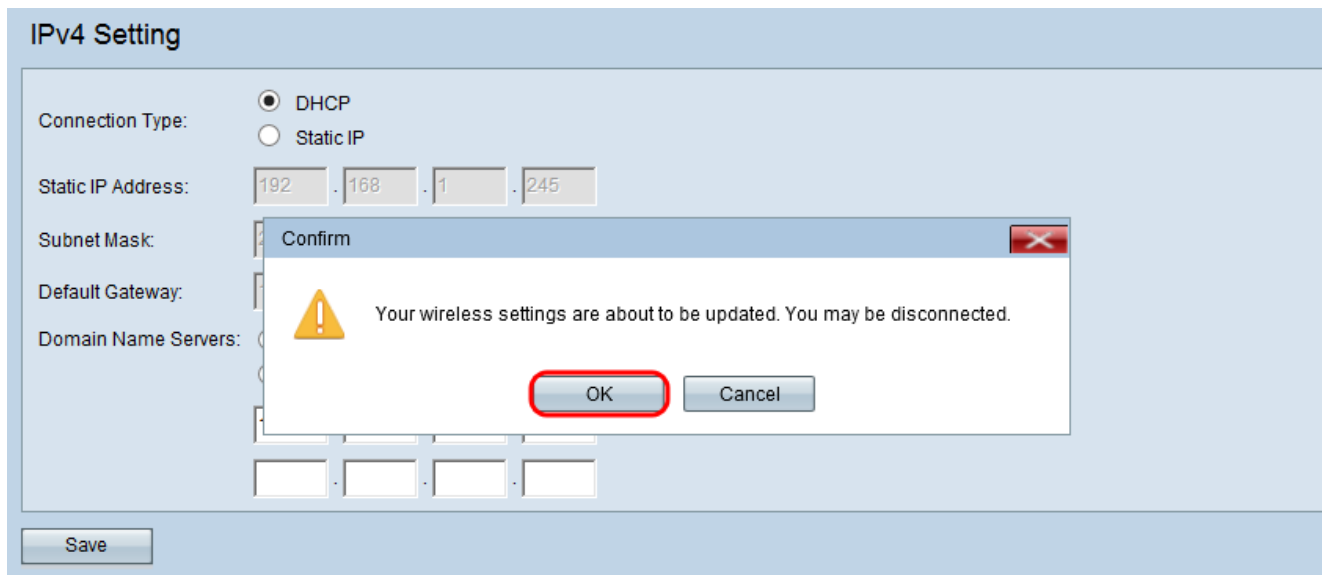 IPv4 Setting
Connection Type:
DHCP
Static IP
Static IP Address: 192 . 168 . 1 . 245
Subnet Mask:
Confirm
Default Gateway:
Your wireless settings are about to be updated. You may be disconnected.
Domain Name Servers:
OK Cancel
. . .
Save